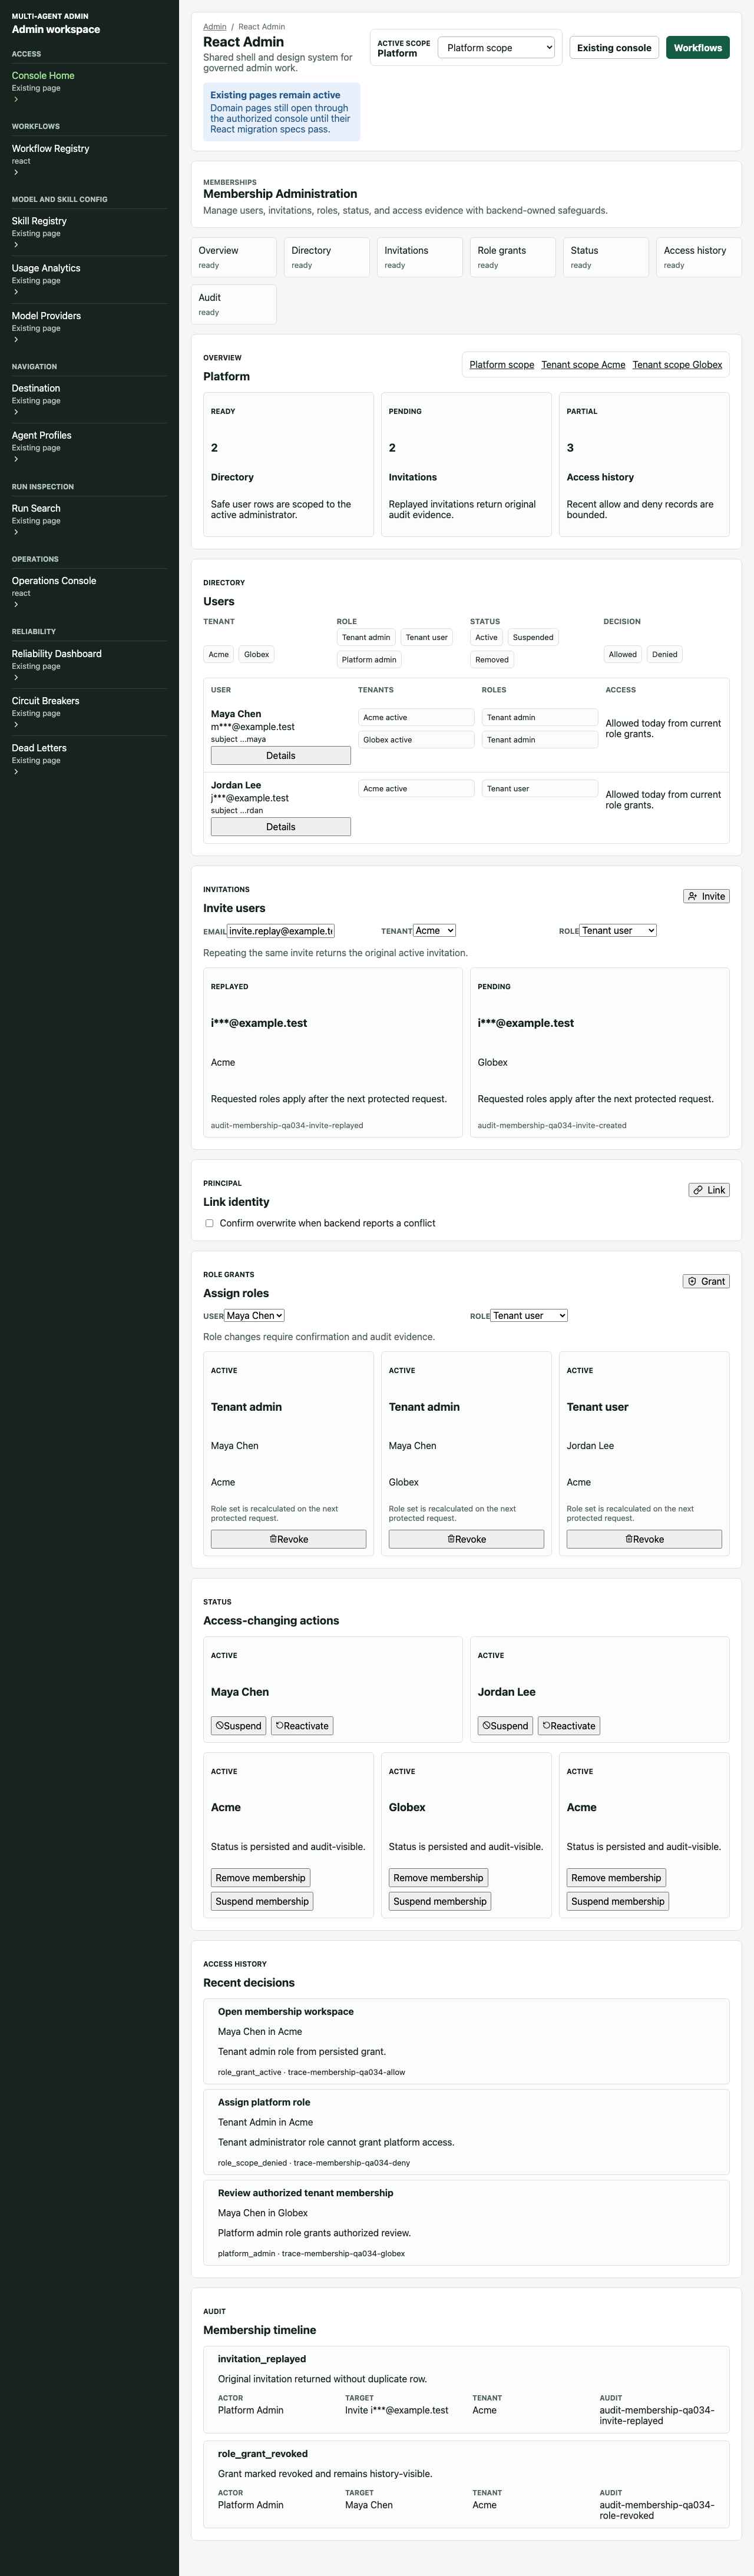 MULTI-AGENT ADMIN
Admin workspace
ACCESS
Console Home
Existing page
WORKFLOWS
Workflow Registry
react
MODEL AND SKILL CONFIG
Skill Registry
Existing page
Usage Analytics
Existing page
Model Providers
Existing page
NAVIGATION
Destination
Existing page
Agent Profiles
Existing page
RUN INSPECTION
Run Search
Existing page
OPERATIONS
Operations Console
react
RELIABILITY
Reliability Dashboard
Existing page
Circuit Breakers
Existing page
Dead Letters
Existing page
Admin / React Admin
React Admin
Shared shell and design system for
governed admin work.
ACTIVE SCOPE
Platform
Platform scope
Existing console
Workflows
Existing pages remain active
Domain pages still open through
the authorized console until their
React migration specs pass.
MEMBERSHIPS
Membership Administration
Manage users, invitations, roles, status, and access evidence with backend-owned safeguards.
Overview
ready
Directory
ready
Invitations
ready
Role grants
ready
Status
ready
Access history
ready
Audit
ready
OVERVIEW
Platform
Platform scope Tenant scope Acme Tenant scope Globex
READY
2
Directory
Safe user rows are scoped to the
active administrator.
PENDING
2
Invitations
Replayed invitations return original
audit evidence.
PARTIAL
3
Access history
Recent allow and deny records are
bounded.
DIRECTORY
Users
TENANT
Acme Globex
ROLE
Tenant admin Tenant user
Platform admin
STATUS
Active Suspended
Removed
DECISION
Allowed Denied
USER TENANTS ROLES ACCESS
Maya Chen
m***@example.test
subject ...maya
Details
Acme active
Globex active
Tenant admin
Tenant admin
Allowed today from current
role grants.
Jordan Lee
j***@example.test
subject ...rdan
Details
Acme active
Tenant user
Allowed today from current
role grants.
INVITATIONS
Invite users
Invite
EMAIL invite.replay@example.te
TENANT Acme
ROLE Tenant user
Repeating the same invite returns the original active invitation.
REPLAYED
i***@example.test
Acme
Requested roles apply after the next protected request.
audit-membership-qa034-invite-replayed
PENDING
i***@example.test
Globex
Requested roles apply after the next protected request.
audit-membership-qa034-invite-created
PRINCIPAL
Link identity
Link
Confirm overwrite when backend reports a conflict
ROLE GRANTS
Assign roles
Grant
USER Maya Chen
ROLE Tenant user
Role changes require confirmation and audit evidence.
ACTIVE
Tenant admin
Maya Chen
Acme
Role set is recalculated on the next
protected request.
Revoke
ACTIVE
Tenant admin
Maya Chen
Globex
Role set is recalculated on the next
protected request.
Revoke
ACTIVE
Tenant user
Jordan Lee
Acme
Role set is recalculated on the next
protected request.
Revoke
STATUS
Access-changing actions
ACTIVE
Maya Chen
Suspend Reactivate
ACTIVE
Jordan Lee
Suspend Reactivate
ACTIVE
Acme
Status is persisted and audit-visible.
Remove membership
Suspend membership
ACTIVE
Globex
Status is persisted and audit-visible.
Remove membership
Suspend membership
ACTIVE
Acme
Status is persisted and audit-visible.
Remove membership
Suspend membership
ACCESS HISTORY
Recent decisions
Open membership workspace
Maya Chen in Acme
Tenant admin role from persisted grant.
role_grant_active · trace-membership-qa034-allow
Assign platform role
Tenant Admin in Acme
Tenant administrator role cannot grant platform access.
role_scope_denied · trace-membership-qa034-deny
Review authorized tenant membership
Maya Chen in Globex
Platform admin role grants authorized review.
platform_admin · trace-membership-qa034-globex
AUDIT
Membership timeline
invitation_replayed
Original invitation returned without duplicate row.
ACTOR
Platform Admin
TARGET
Invite i***@example.test
TENANT
Acme
AUDIT
audit-membership-qa034-
invite-replayed
role_grant_revoked
Grant marked revoked and remains history-visible.
ACTOR
Platform Admin
TARGET
Maya Chen
TENANT
Acme
AUDIT
audit-membership-qa034-
role-revoked